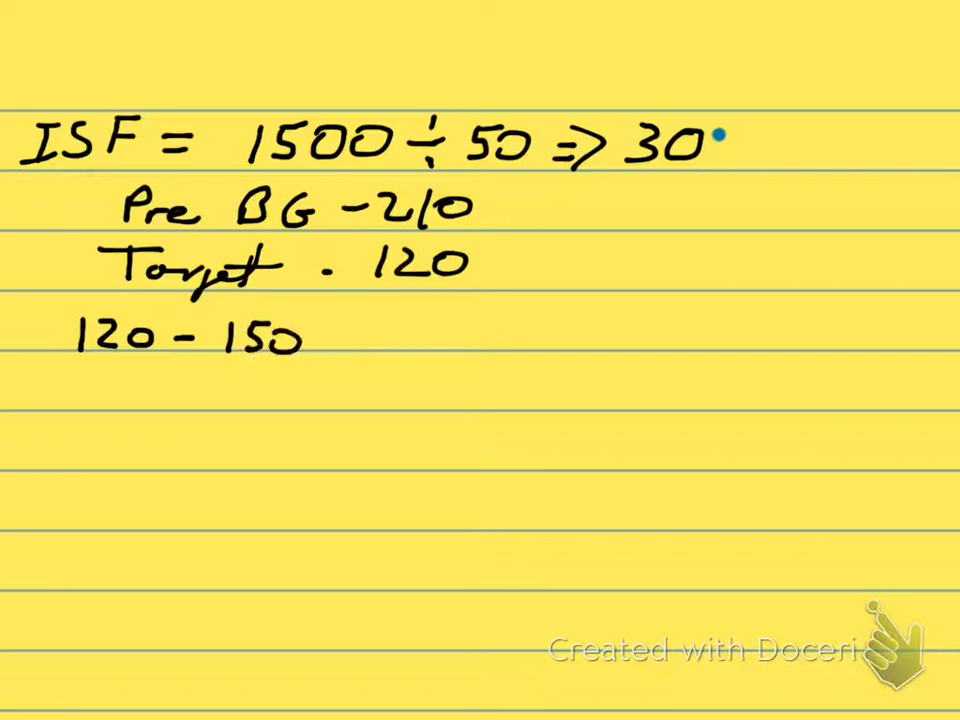 ISF = 1500 ÷ 50 => 30
Pre BG - 210
Target . 120
120 - 150
Created with Doceri